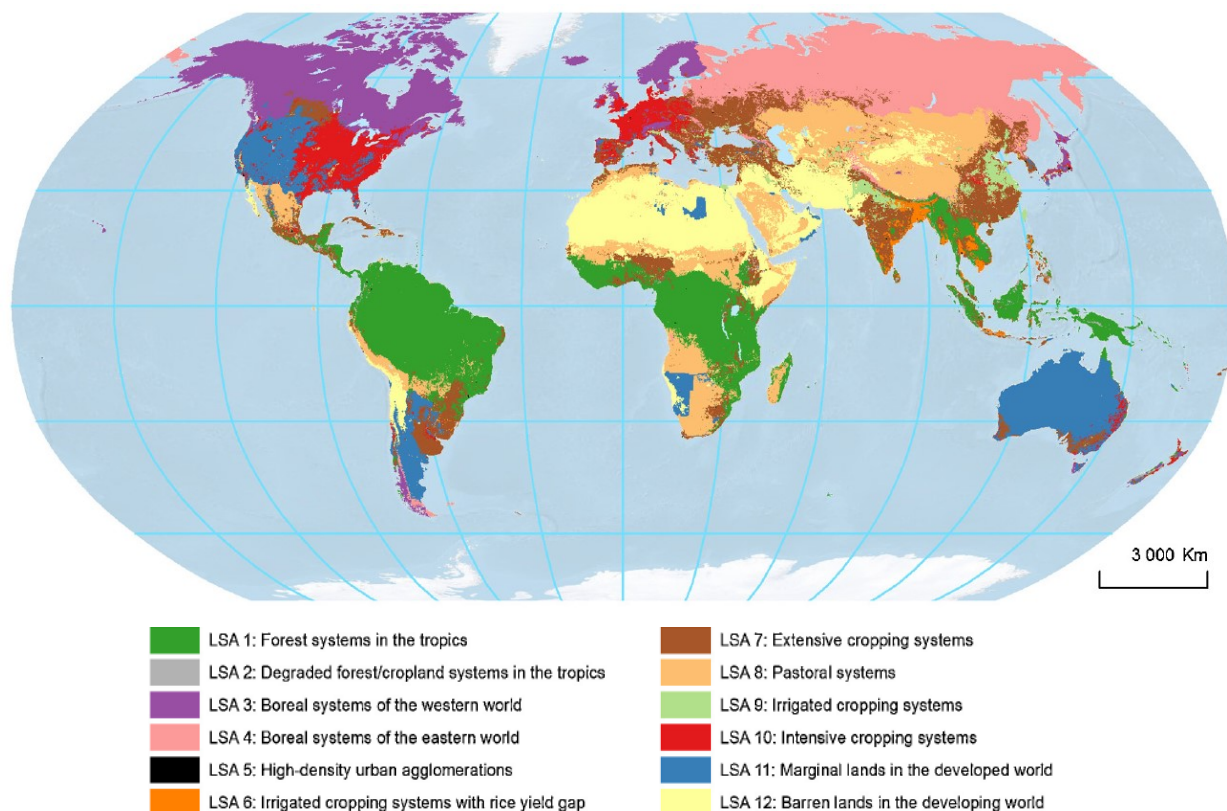 3 000 Km
LSA 1: Forest systems in the tropics
LSA 2: Degraded forest/cropland systems in the tropics
LSA 3: Boreal systems of the western world
LSA 4: Boreal systems of the eastern world
LSA 5: High-density urban agglomerations
LSA 6: Irrigated cropping systems with rice yield gap
LSA 7: Extensive cropping systems
LSA 8: Pastoral systems
LSA 9: Irrigated cropping systems
LSA 10: Intensive cropping systems
LSA 11: Marginal lands in the developed world
LSA 12: Barren lands in the developing world